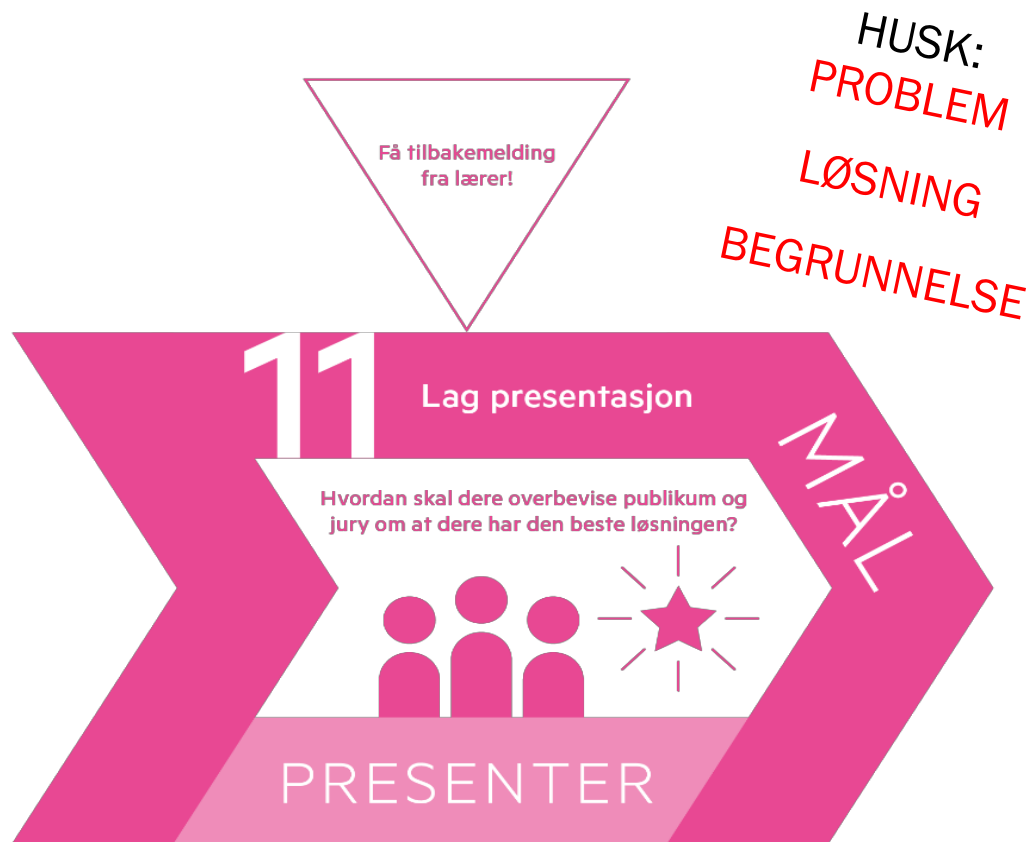 HUSK:
PROBLEM
LØSNING
BEGRUNNELSE
Få tilbakemelding
fra lærer!
11
Lag presentasjon
MÅL
Hvordan skal dere overbevise publikum og
jury om at dere har den beste løsningen?
PRESENTER